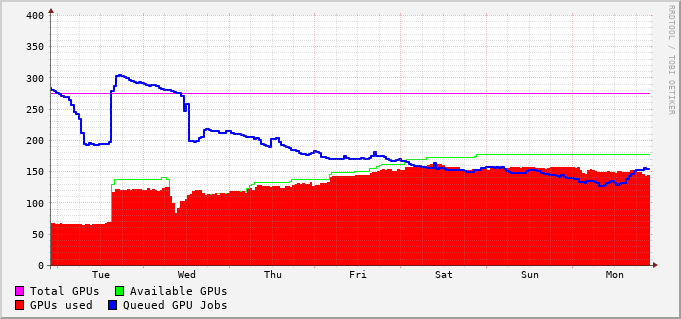 400
350
300
250
200
150
100
50
0
Tue Wed Thu Fri Sat Sun Mon
Total GPUs Available GPUs
GPUs used Queued GPU Jobs
RRDTOOL / TOBI OETIKER